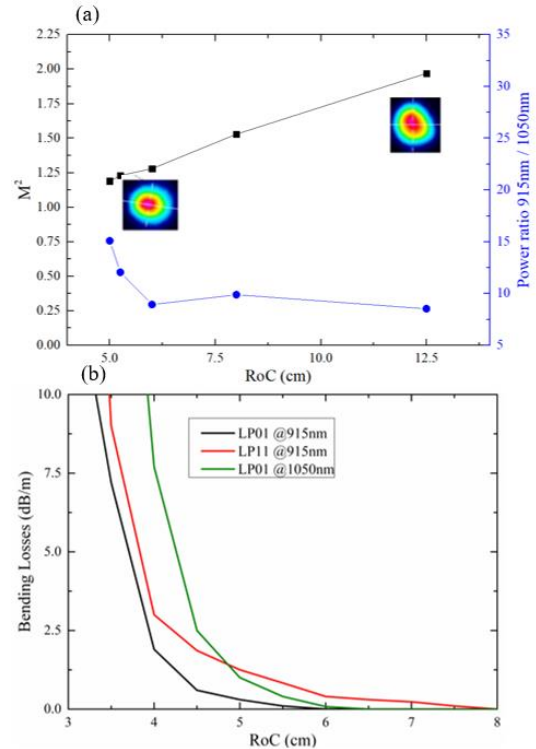 (a)
2.25
2.00
1.75
1.50
1.25
1.00
0.75
0.50
0.25
0.00
M²
35
30
25
20
15
10
5
Power ratio 915nm / 1050nm
5.0 7.5 10.0 12.5
RoC (cm)
(b)
10.0
7.5
5.0
2.5
0.0
Bending Losses (dB/m)
LP01 @915nm
LP11 @915nm
LP01 @1050nm
3 4 5 6 7 8
RoC (cm)